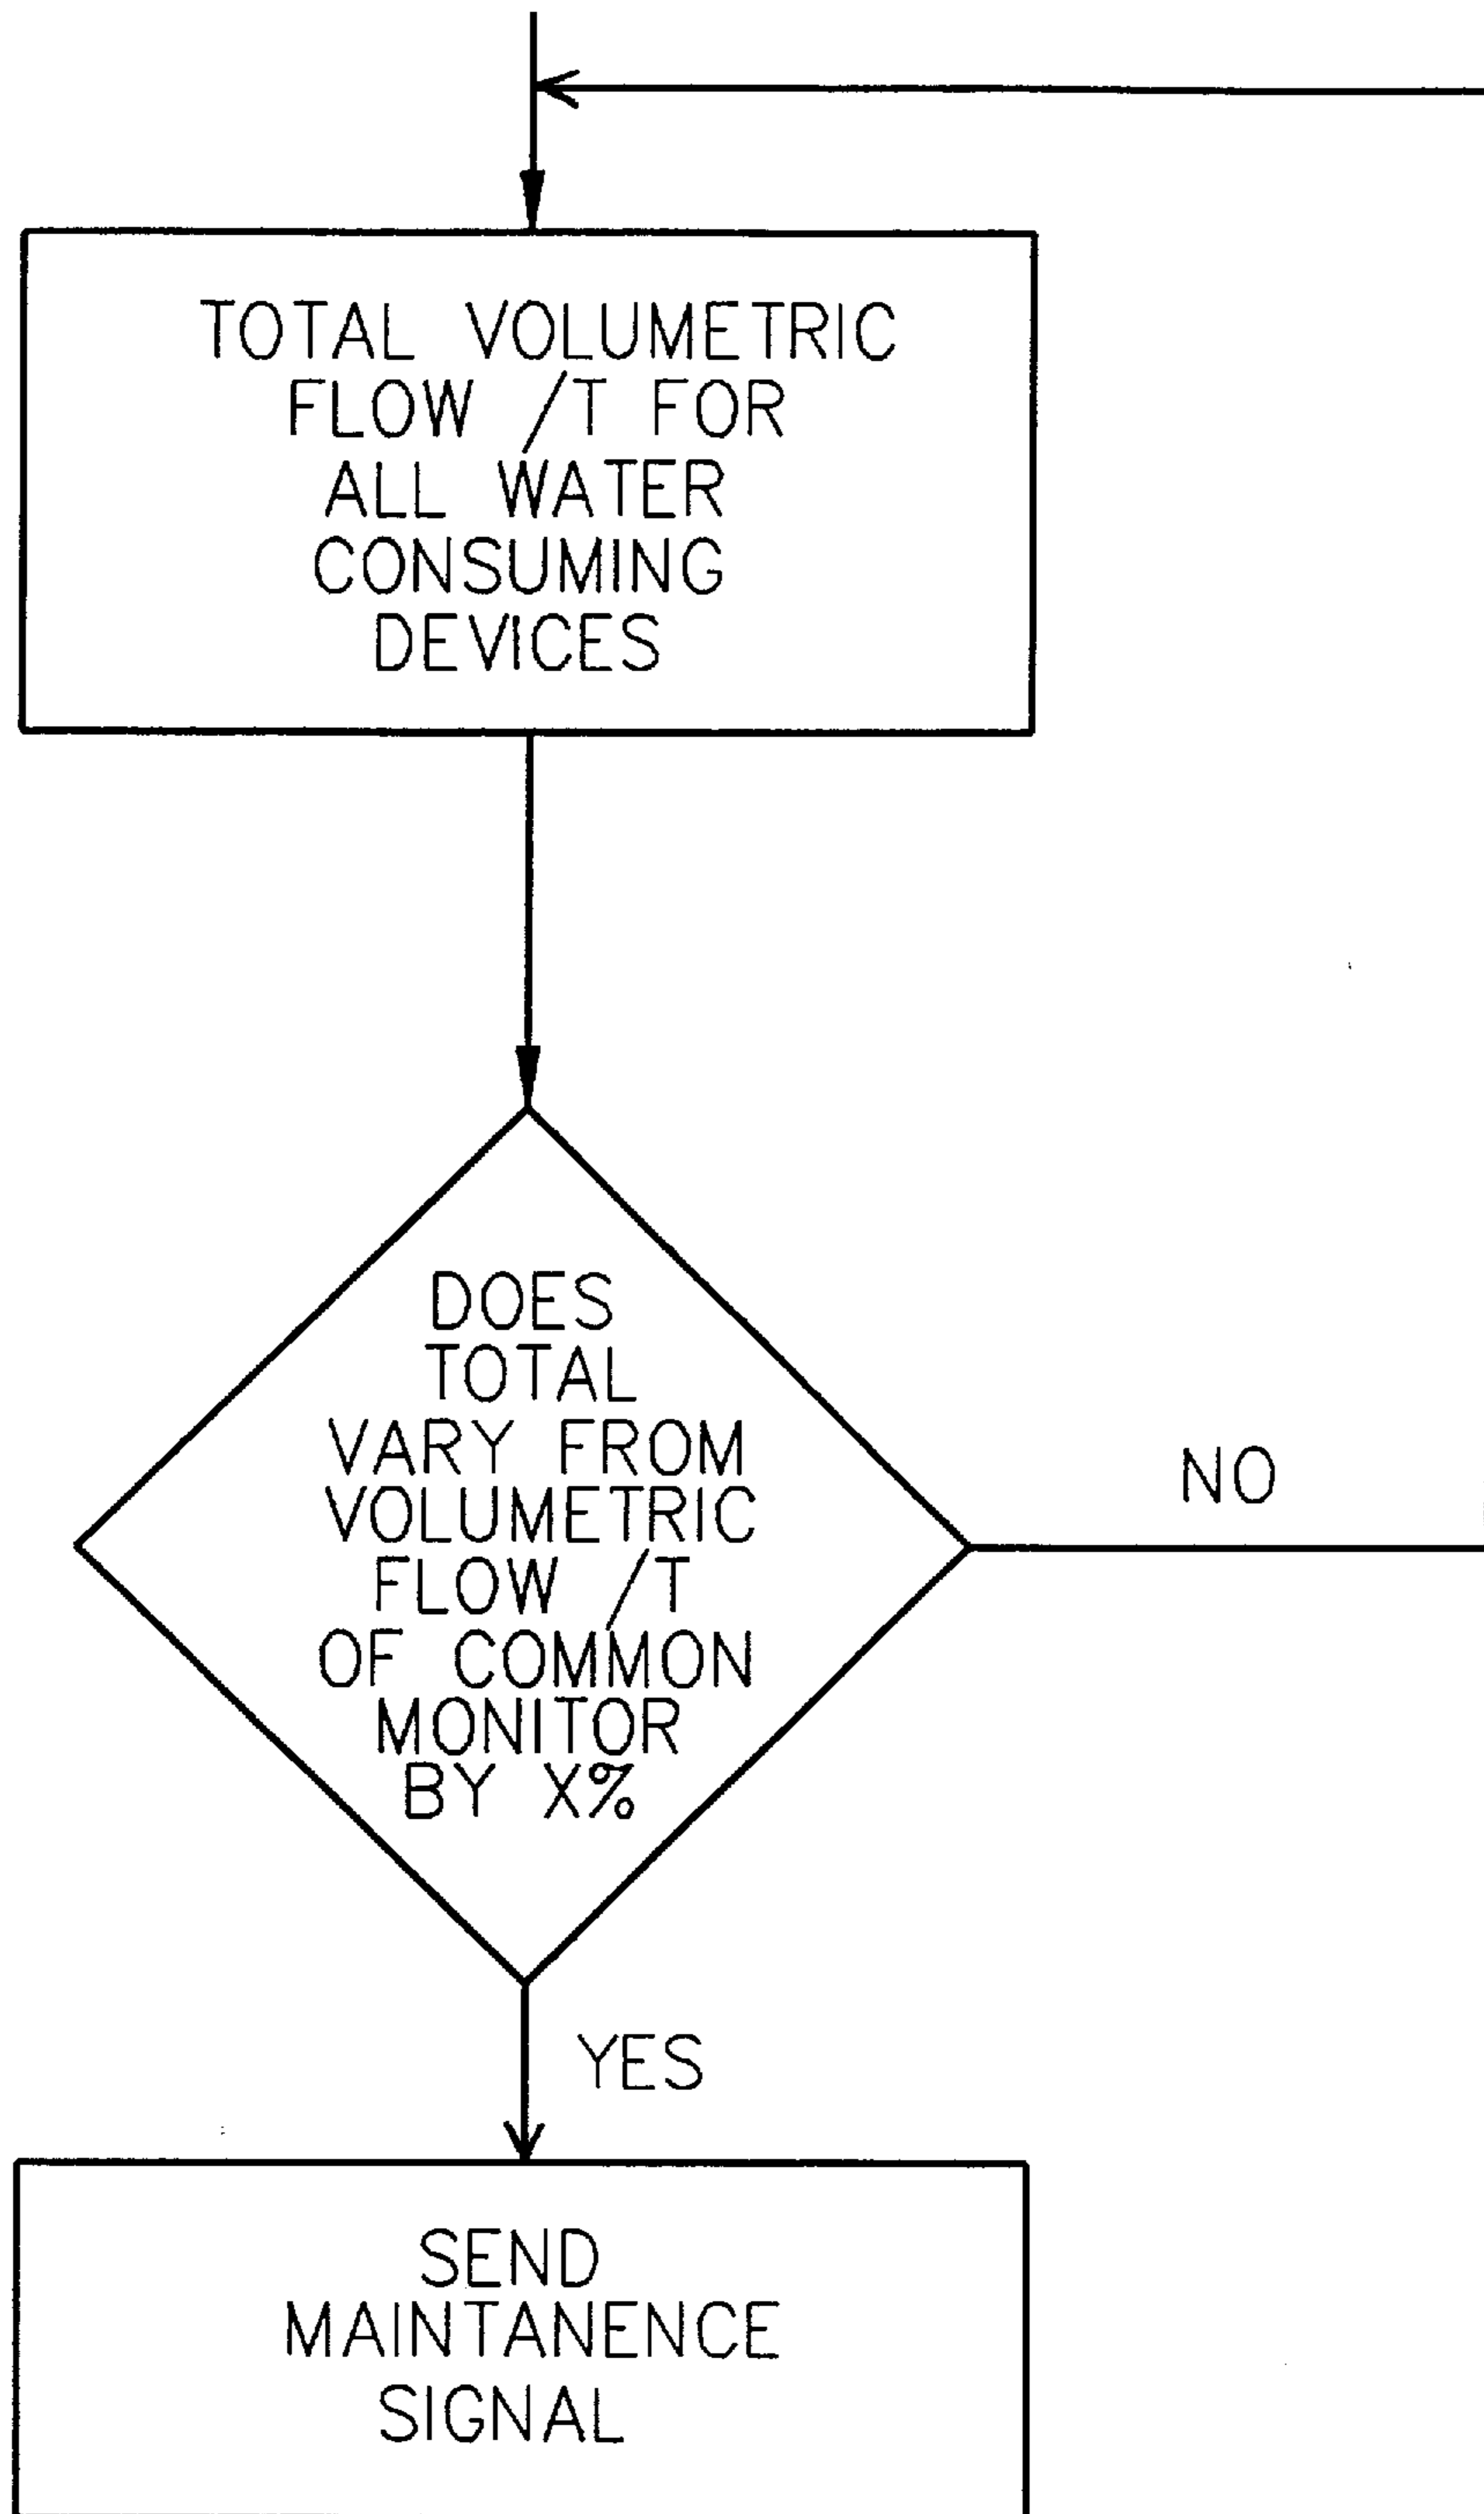 TOTAL VOLUMETRIC
FLOW /T FOR
ALL WATER
CONSUMING
DEVICES
DOES
TOTAL
VARY FROM
VOLUMETRIC
FLOW /T
OF COMMON
MONITOR
BY X%
NO
YES
SEND
MAINTANENCE
SIGNAL